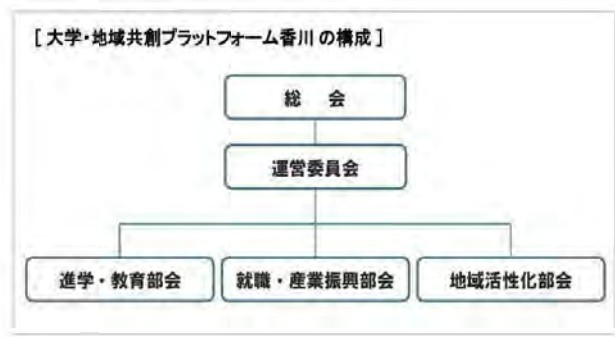 [ 大学・地域共創プラットフォーム香川 の構成 ]
総　会
運営委員会
進学・教育部会
就職・産業振興部会
地域活性化部会